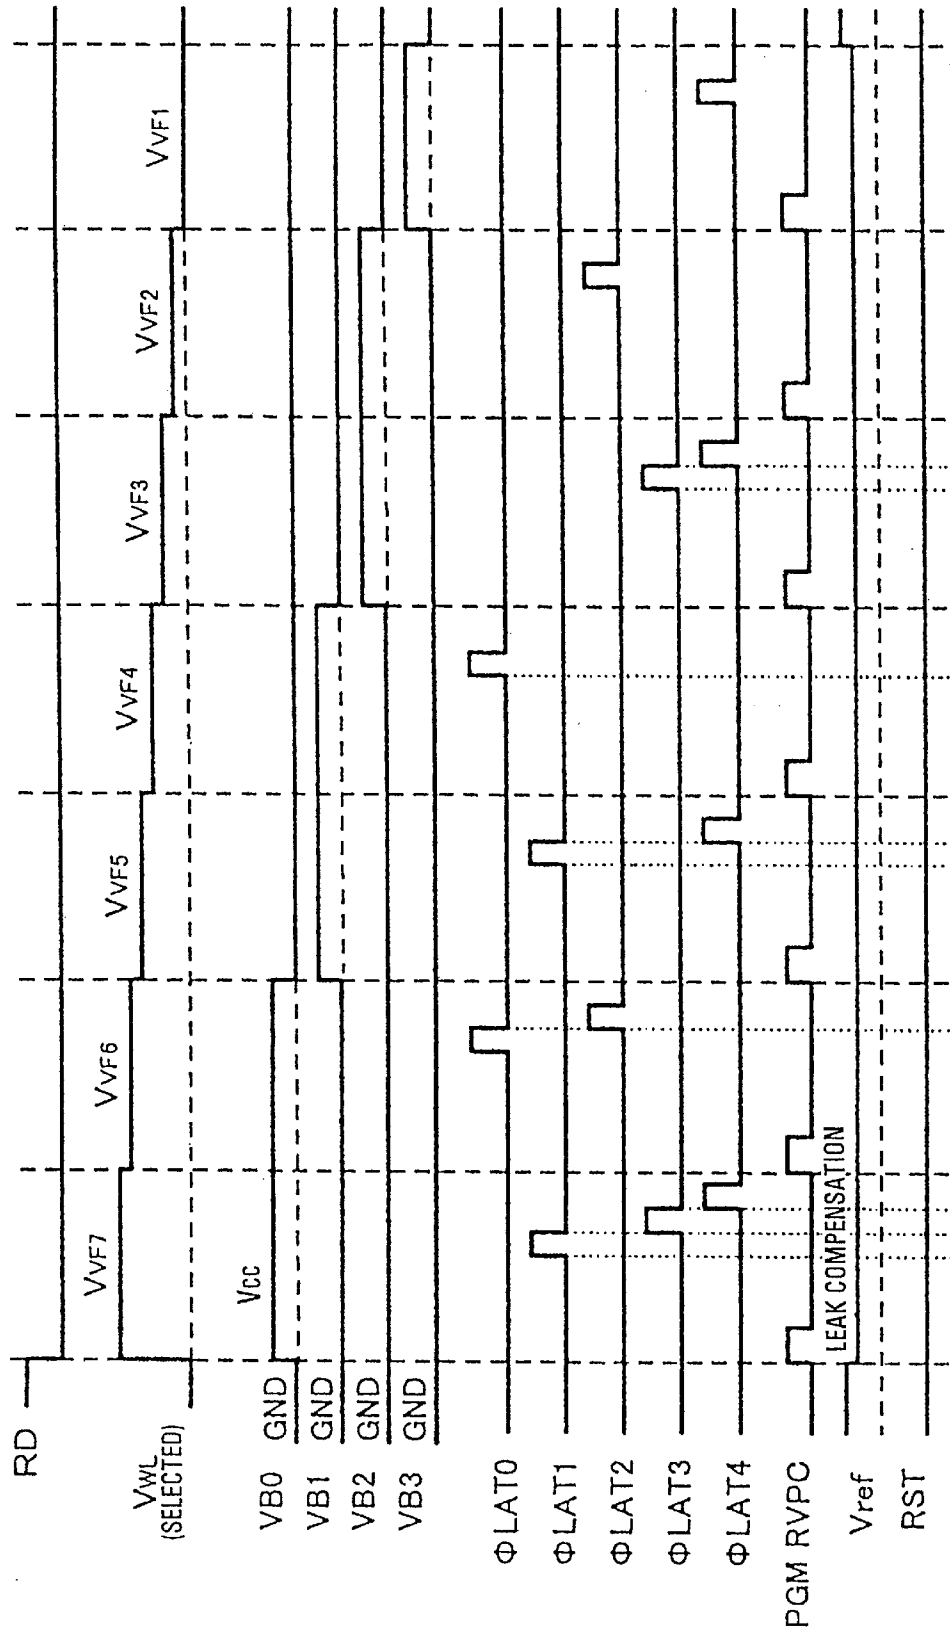 RD
VWL
(SELECTED)
VVF7
VVF6
VVF5
VVF4
VVF3
VVF2
VVF1
VB0 GND
VCC
VB1 GND
VB2 GND
VB3 GND
ΦLAT0
ΦLAT1
ΦLAT2
ΦLAT3
ΦLAT4
PGM RVPC
LEAK COMPENSATION
Vref
RST